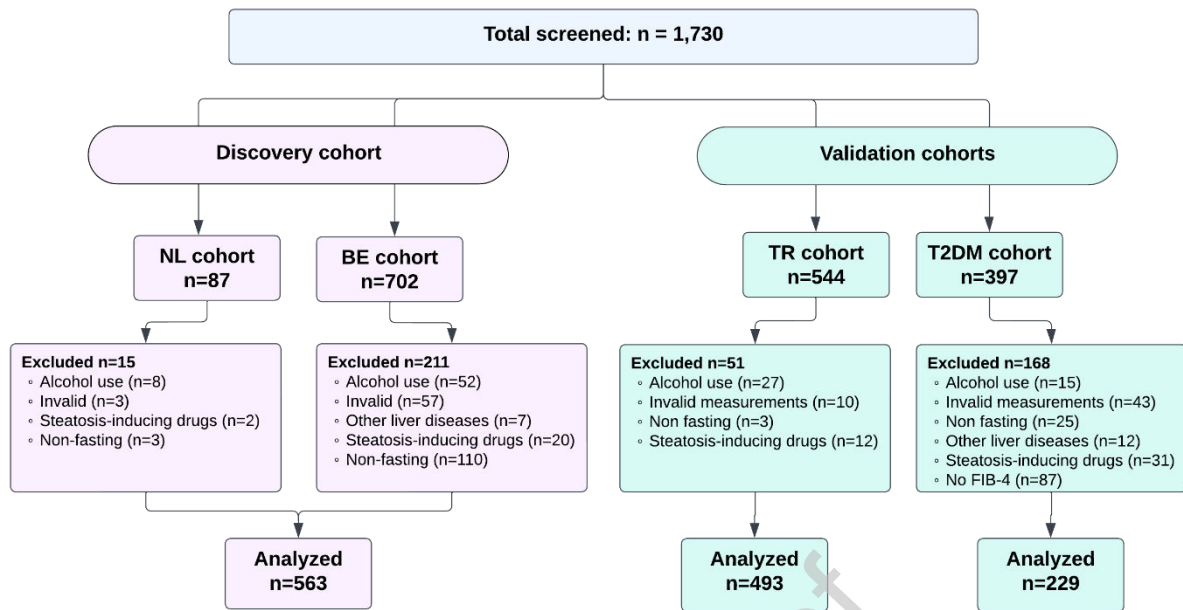 Total screened: n = 1,730
Discovery cohort
Validation cohorts
NL cohort
n=87
BE cohort
n=702
TR cohort
n=544
T2DM cohort
n=397
Excluded n=15
◦ Alcohol use (n=8)
◦ Invalid (n=3)
◦ Steatosis-inducing drugs (n=2)
◦ Non-fasting (n=3)
Excluded n=211
◦ Alcohol use (n=52)
◦ Invalid (n=57)
◦ Other liver diseases (n=7)
◦ Steatosis-inducing drugs (n=20)
◦ Non-fasting (n=110)
Excluded n=51
◦ Alcohol use (n=27)
◦ Invalid measurements (n=10)
◦ Non fasting (n=3)
◦ Steatosis-inducing drugs (n=12)
Excluded n=168
◦ Alcohol use (n=15)
◦ Invalid measurements (n=43)
◦ Non fasting (n=25)
◦ Other liver diseases (n=12)
◦ Steatosis-inducing drugs (n=31)
◦ No FIB-4 (n=87)
Analyzed
n=563
Analyzed
n=493
Analyzed
n=229